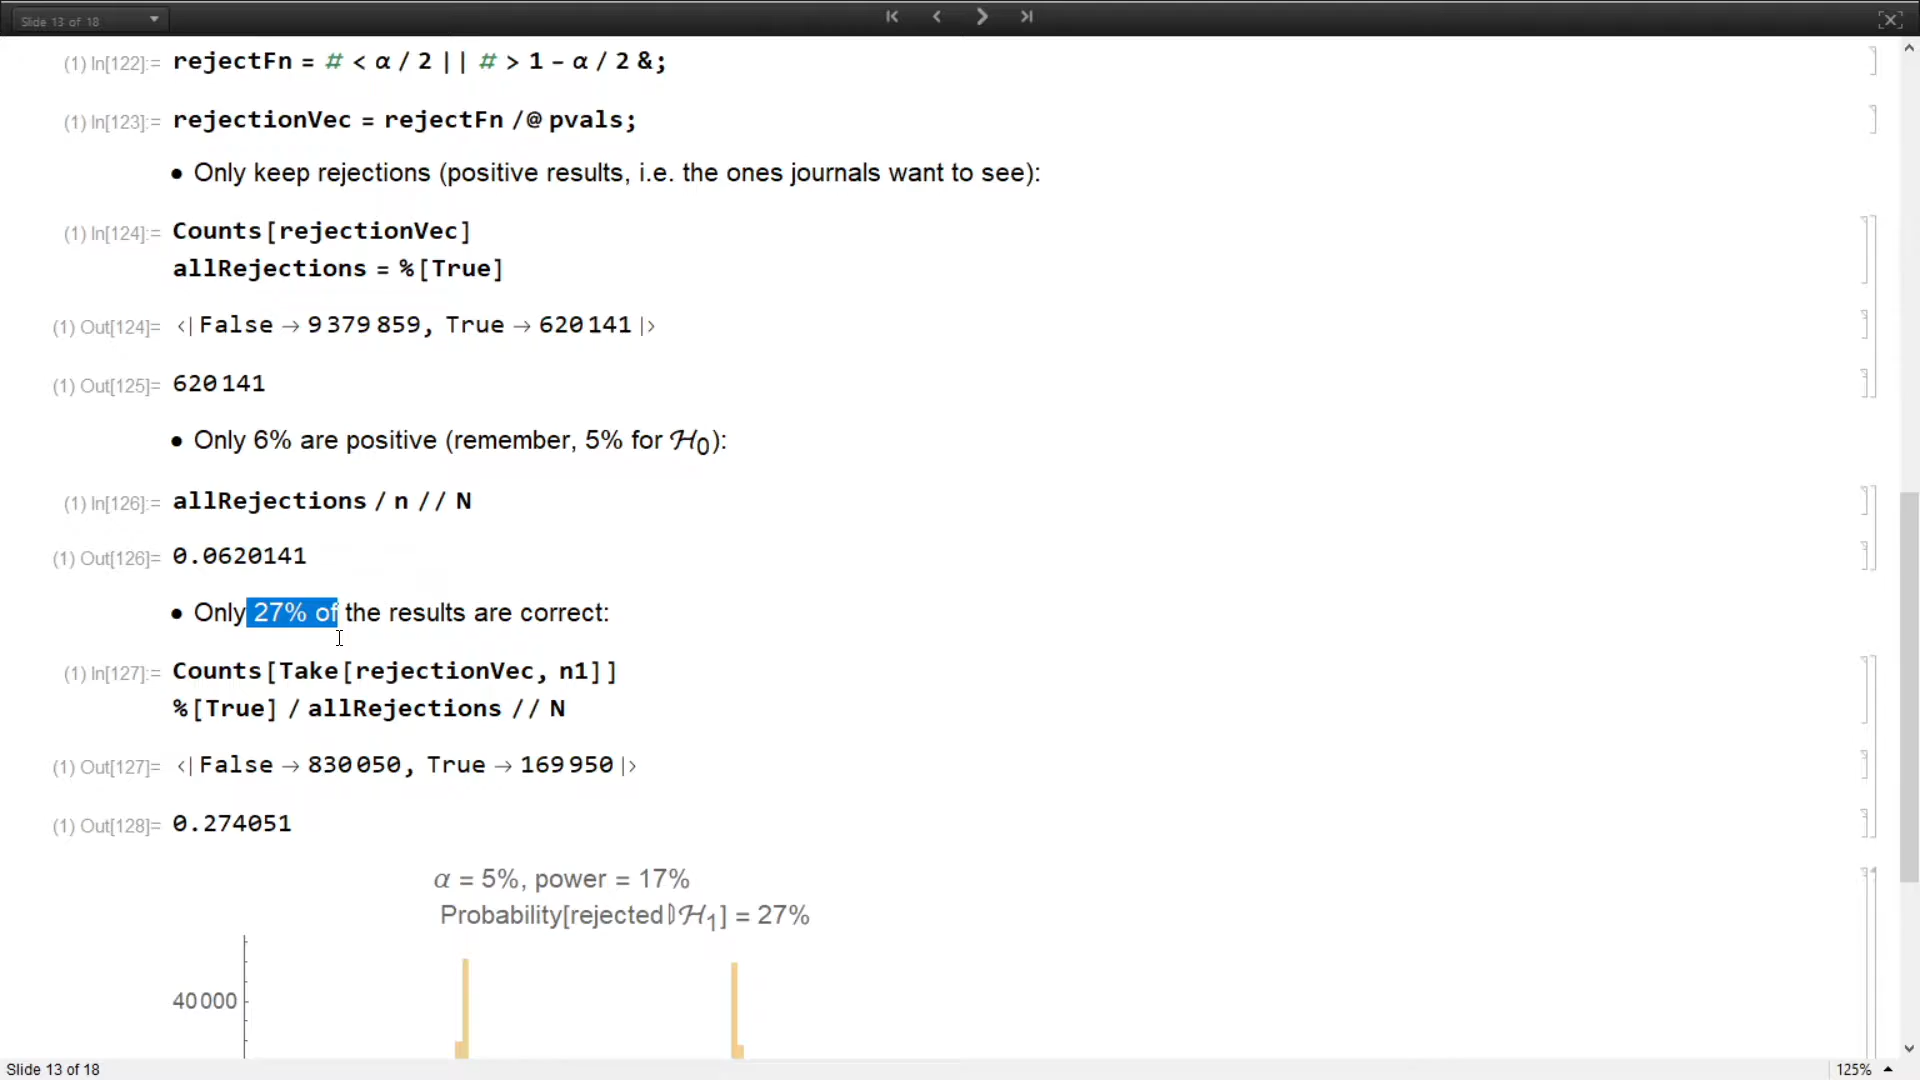 Slide 13 of 18
(1) In[122]:= rejectFn = # < α / 2 || # > 1 - α / 2 &;
(1) In[123]:= rejectionVec = rejectFn /@ pvals;
• Only keep rejections (positive results, i.e. the ones journals want to see):
(1) In[124]:= Counts[rejectionVec]
allRejections = %[True]
(1) Out[124]= <| False → 9 379 859, True → 620 141 |>
(1) Out[125]= 620 141
• Only 6% are positive (remember, 5% for ℋ0):
(1) In[126]:= allRejections / n // N
(1) Out[126]= 0.0620141
• Only 27% of the results are correct:
(1) In[127]:= Counts[Take[rejectionVec, n1]]
%[True] / allRejections // N
(1) Out[127]= <| False → 830 050, True → 169 950 |>
(1) Out[128]= 0.274051
α = 5%, power = 17%
Probability[rejected▯ℋ1] = 27%
40 000
Slide 13 of 18
125%